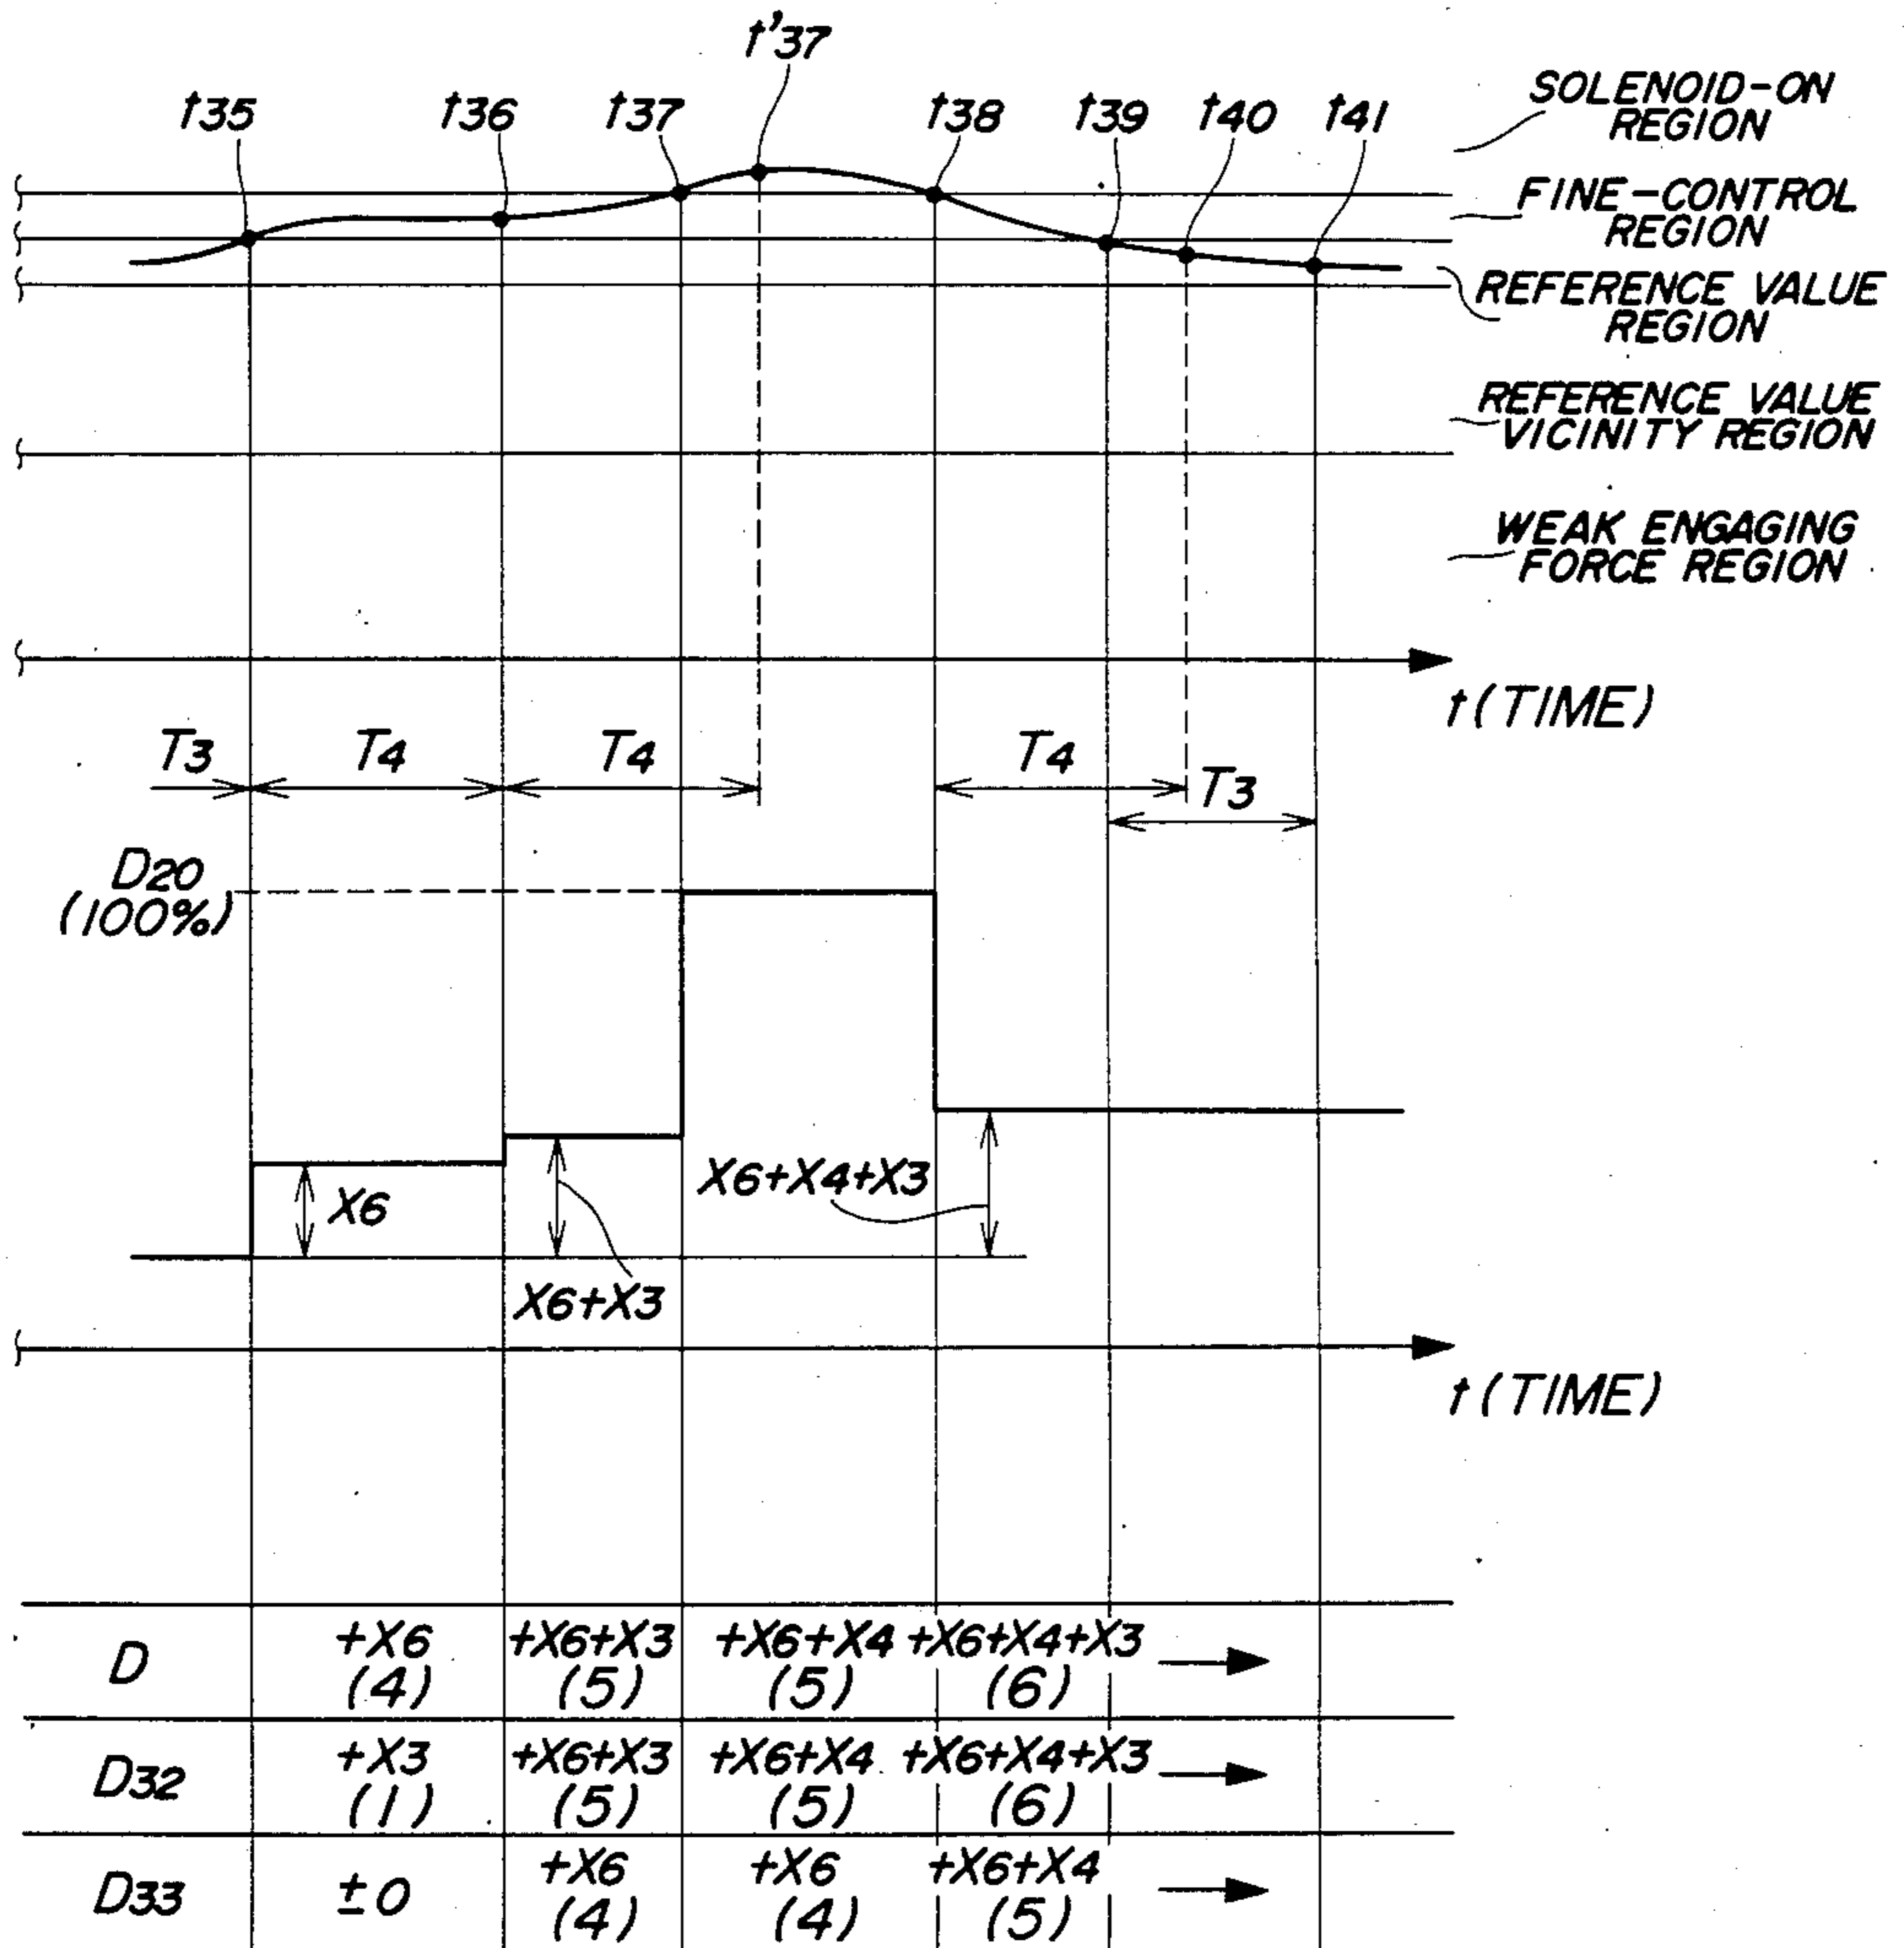 t'37
t35
t36
t37
t38
t39
t40
t41
SOLENOID-ON
REGION
FINE-CONTROL
REGION
REFERENCE VALUE
REGION
REFERENCE VALUE
VICINITY REGION
WEAK ENGAGING
FORCE REGION
t(TIME)
T3
T4
T4
T4
T3
D20
(100%)
X6
X6+X3
X6+X4+X3
t(TIME)
D
+X6
(4)
+X6+X3
(5)
+X6+X4
(5)
+X6+X4+X3
(6)
D32
+X3
(1)
+X6+X3
(5)
+X6+X4
(5)
+X6+X4+X3
(6)
D33
±0
+X6
(4)
+X6
(4)
+X6+X4
(5)